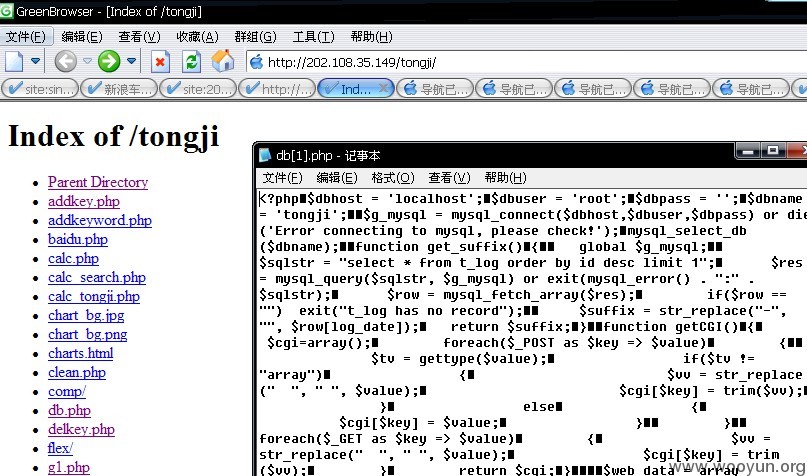 GreenBrowser - [Index of /tongji]
文件(F) 编辑(E) 查看(V) 收藏(A) 群组(G) 工具(T) 帮助(H)
http://202.108.35.149/tongji/
site:sin... 新浪车... site:20... http://... Ind... 导航已... 导航已... 导航已... 导航已... 导航已...
Index of /tongji
Parent Directory
addkey.php
addkeyword.php
baidu.php
calc.php
calc_search.php
calc_tongji.php
chart_bg.jpg
chart_bg.png
charts.html
clean.php
comp/
db.php
delkey.php
flex/
g1.php
db[1].php - 记事本
文件(F) 编辑(E) 格式(O) 查看(V) 帮助(H)
<?php■$dbhost = 'localhost';■$dbuser = 'root';■$dbpass = '';■$dbname
= 'tongji';■■$g_mysql = mysql_connect($dbhost,$dbuser,$dbpass) or die
('Error connecting to mysql, please check!');■mysql_select_db
($dbname);■■function get_suffix()■{■ global $g_mysql;■■
$sqlstr = "select * from t_log order by id desc limit 1";■ $res
= mysql_query($sqlstr, $g_mysql) or exit(mysql_error() . ":" .
$sqlstr);■ $row = mysql_fetch_array($res);■ if($row ==
"") exit("t_log has no record");■■ $suffix = str_replace("-",
"", $row[log_date]);■ return $suffix;■}■■function getCGI()■{■
$cgi=array();■ foreach($_POST as $key => $value)■ {■■
$tv = gettype($value);■ if($tv !=
"array")■ {■ $vv = str_replace
("  ", " ", $value);■ $cgi[$key] = trim($vv);■
}■ else■ {■
$cgi[$key] = $value;■ }■■ }■■
foreach($_GET as $key => $value)■ {■ $vv =
str_replace("  ", " ", $value);■ $cgi[$key] = trim
($vv);■ }■ return $cgi;■}■■■■$web_data = array
www.wooyun.org